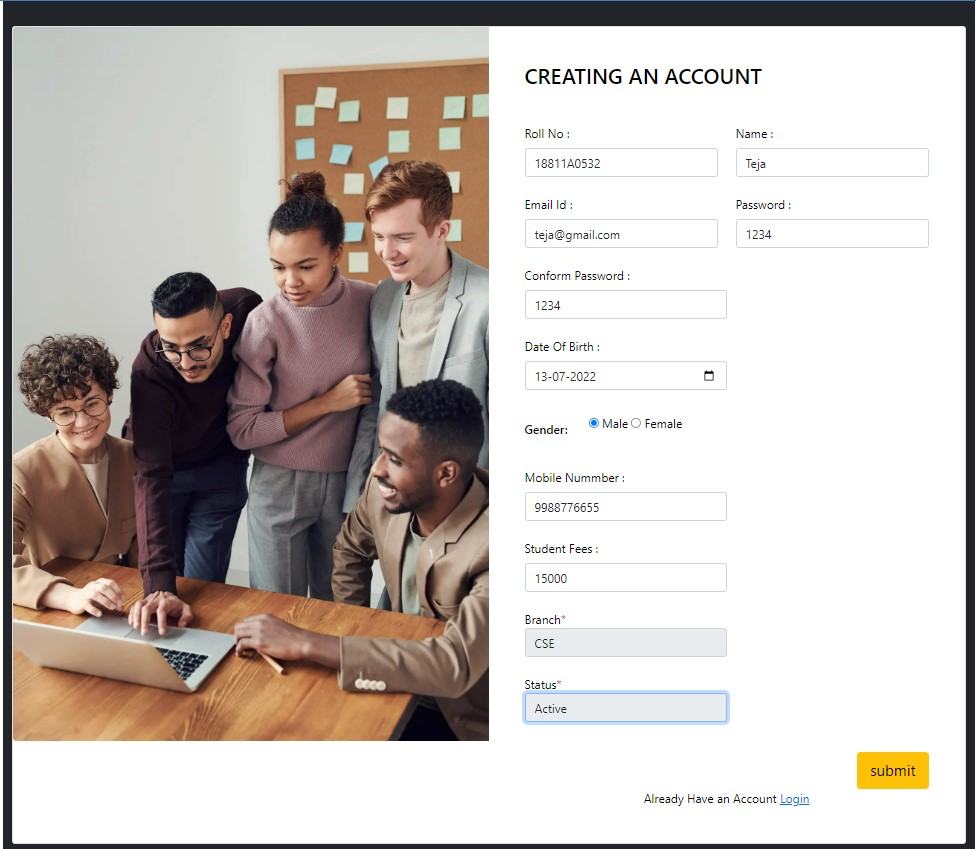 CREATING AN ACCOUNT
Roll No : Name :
18811A0532 Teja
Email Id : Password :
teja@gmail.com 1234
Conform Password :
1234
Date Of Birth :
13-07-2022
Gender: Male Female
Mobile Nummber :
9988776655
Student Fees :
15000
Branch*
CSE
Status*
Active
submit
Already Have an Account Login